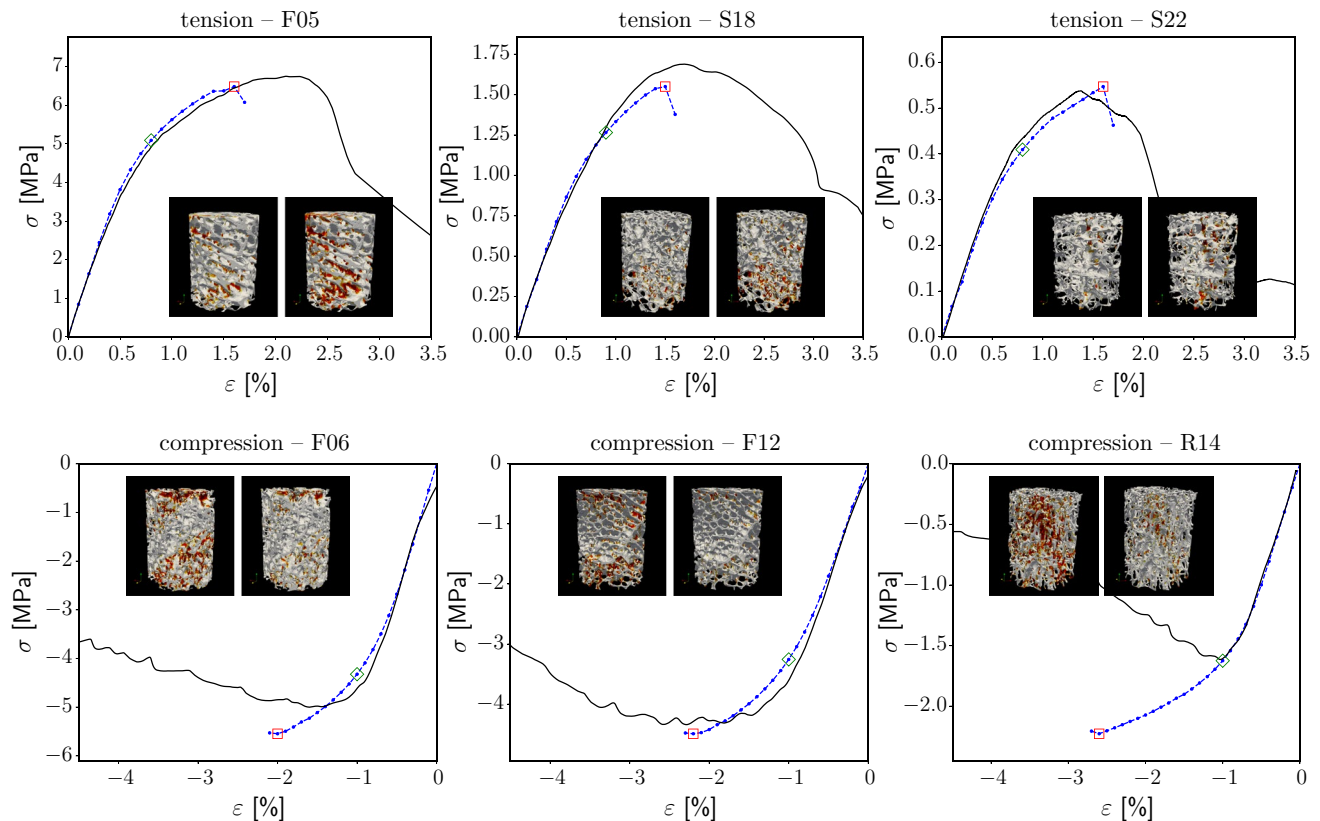 tension – F05
7
6
5
4
3
2
1
0
σ [MPa]
0.0 0.5 1.0 1.5 2.0 2.5 3.0 3.5
ε [%]
tension – S18
1.75
1.50
1.25
1.00
0.75
0.50
0.25
0.00
σ [MPa]
0.0 0.5 1.0 1.5 2.0 2.5 3.0 3.5
ε [%]
tension – S22
0.6
0.5
0.4
0.3
0.2
0.1
0.0
σ [MPa]
0.0 0.5 1.0 1.5 2.0 2.5 3.0 3.5
ε [%]
compression – F06
0
−1
−2
−3
−4
−5
−6
σ [MPa]
−4 −3 −2 −1 0
ε [%]
compression – F12
0
−1
−2
−3
−4
σ [MPa]
−4 −3 −2 −1 0
ε [%]
compression – R14
0.0
−0.5
−1.0
−1.5
−2.0
σ [MPa]
−4 −3 −2 −1 0
ε [%]